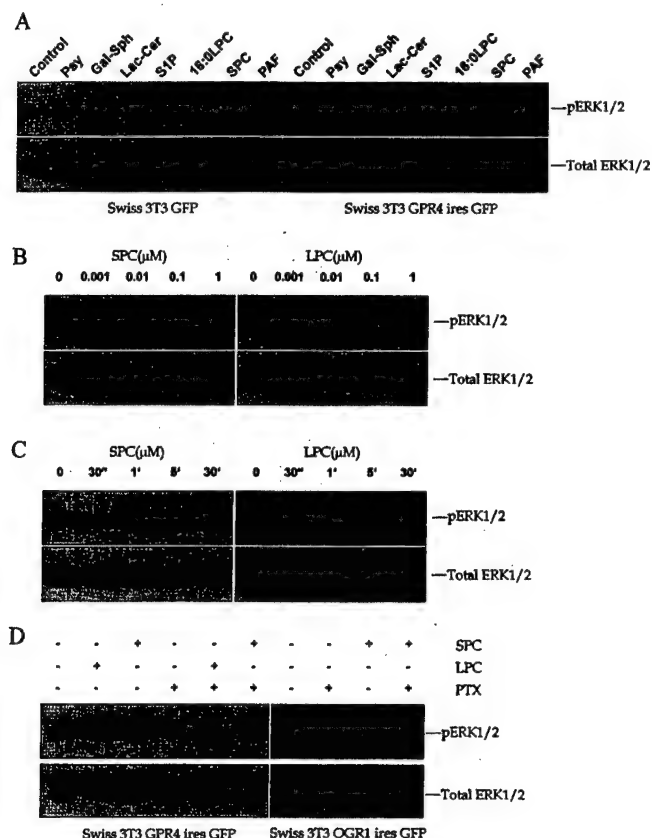 A
Control Psy Gal-Sph Lac-Cer S1P 16:0LPC SPC PAF Control Psy Gal-Sph Lac-Cer S1P 16:0LPC SPC PAF
pERK1/2
Total ERK1/2
Swiss 3T3 GFP Swiss 3T3 GPR4 ires GFP
B
SPC(µM) LPC(µM)
0 0.001 0.01 0.1 1 0 0.001 0.01 0.1 1
pERK1/2
Total ERK1/2
C
SPC(µM) LPC(µM)
0 30" 1' 5' 30' 0 30" 1' 5' 30'
pERK1/2
Total ERK1/2
D
- - + - - + - - + + SPC
- + - - + - - - - - LPC
- - - + + + - + - + PTX
pERK1/2
Total ERK1/2
Swiss 3T3 GPR4 ires GFP Swiss 3T3 OGR1 ires GFP